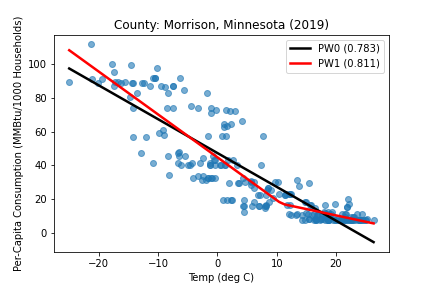 County: Morrison, Minnesota (2019)
PW0 (0.783)
PW1 (0.811)
Per-Capita Consumption (MMBtu/1000 Households)
100
80
60
40
20
0
−20 −10 0 10 20
Temp (deg C)